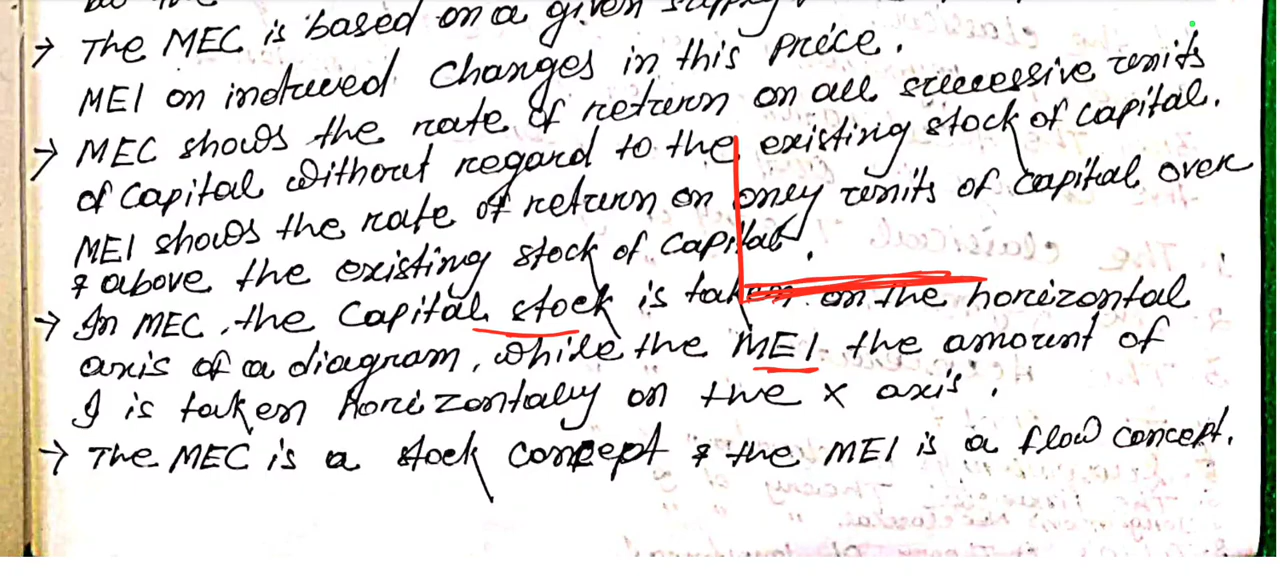 → The MEC is based on a given supply
MEI on induced changes in this price.
→ MEC shows the rate of return on all successive units
of capital without regard to the existing stock of capital.
MEI shows the rate of return on only units of capital over
& above the existing stock of capital.
→ In MEC, the capital stock is taken on the horizontal
axis of a diagram, while the MEI the amount of
I is taken horizontally on the x axis.
→ The MEC is a stock concept & the MEI is a flow concept.